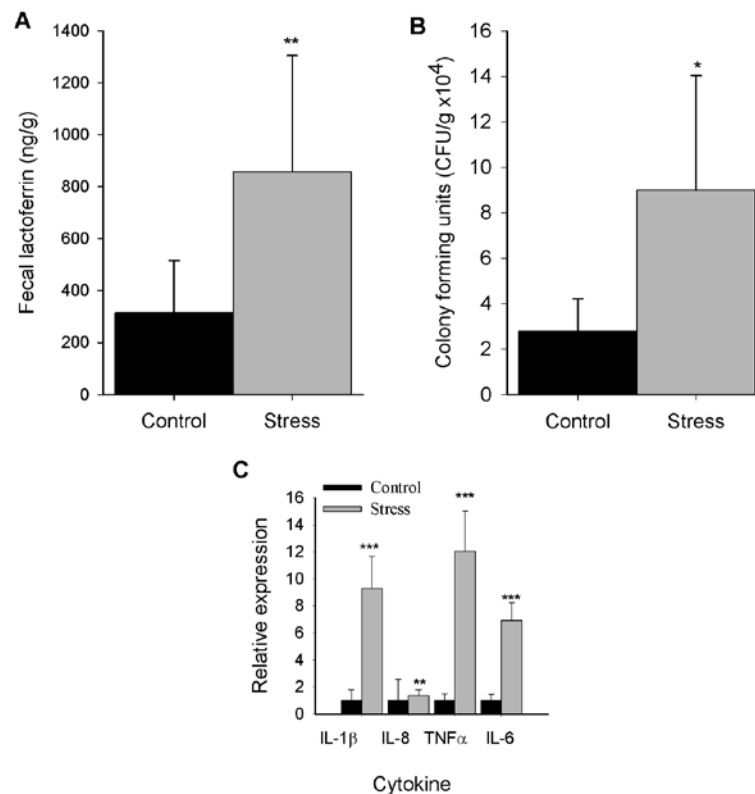 A
Fecal lactoferrin (ng/g)
1400
1200
1000
800
600
400
200
0
**
Control Stress
B
Colony forming units (CFU/g x10⁴)
16
14
12
10
8
6
4
2
0
*
Control Stress
C
Control
Stress
Relative expression
16
14
12
10
8
6
4
2
0
***
**
***
***
IL-1β IL-8 TNFα IL-6
Cytokine